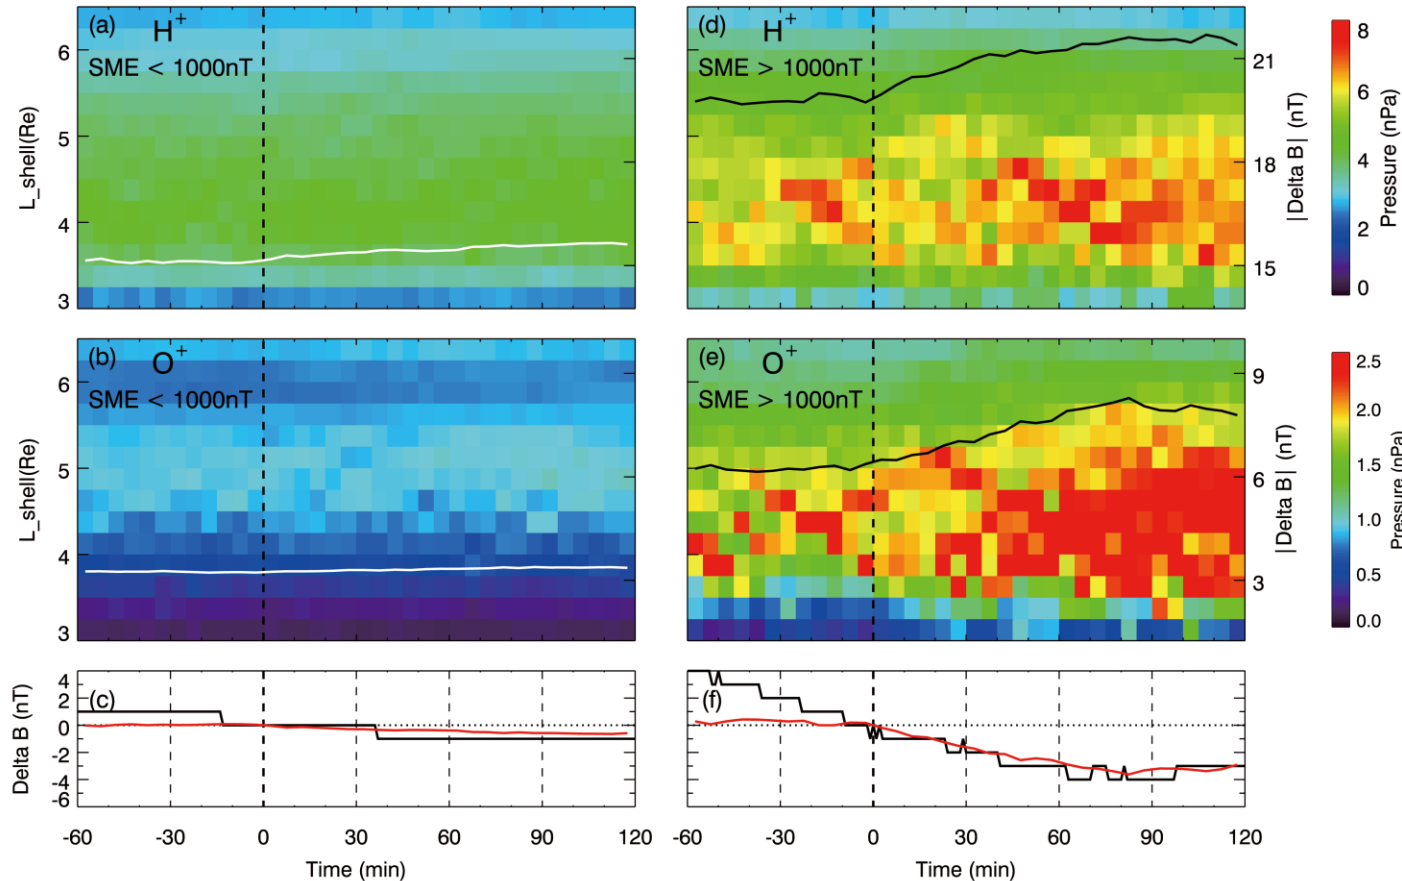 (a) H+
SME < 1000nT
L_shell(Re)
6
5
4
3
(d) H+
SME > 1000nT
21
18
15
|Delta B| (nT)
8
6
4
2
0
Pressure (nPa)
(b) O+
SME < 1000nT
L_shell(Re)
6
5
4
3
(e) O+
SME > 1000nT
9
6
3
|Delta B| (nT)
2.5
2.0
1.5
1.0
0.5
0.0
Pressure (nPa)
(c)
Delta B (nT)
4
2
0
-2
-4
-6
-60 -30 0 30 60 90 120
Time (min)
(f)
-60 -30 0 30 60 90 120
Time (min)